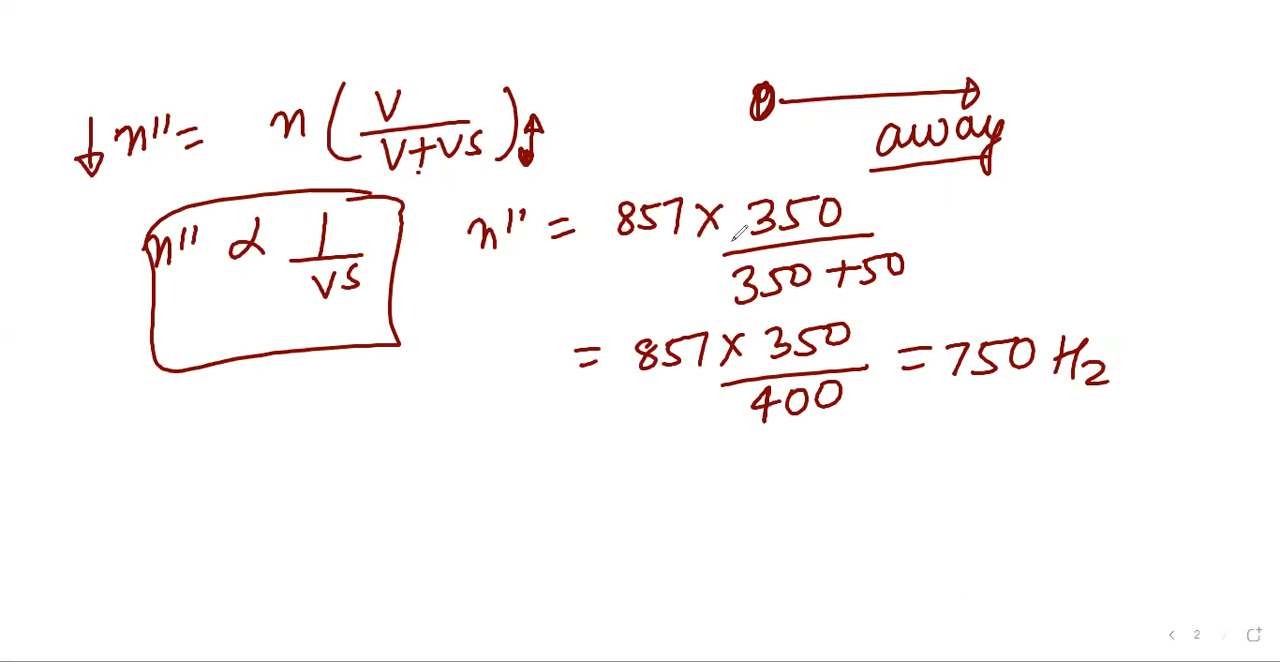 ↓ n'' = n ( V / V + VS ) ↕
away
n'' ∝ 1 / VS
n'' = 857 × 350 / 350 + 50
= 857 × 350 / 400 = 750 Hz
2